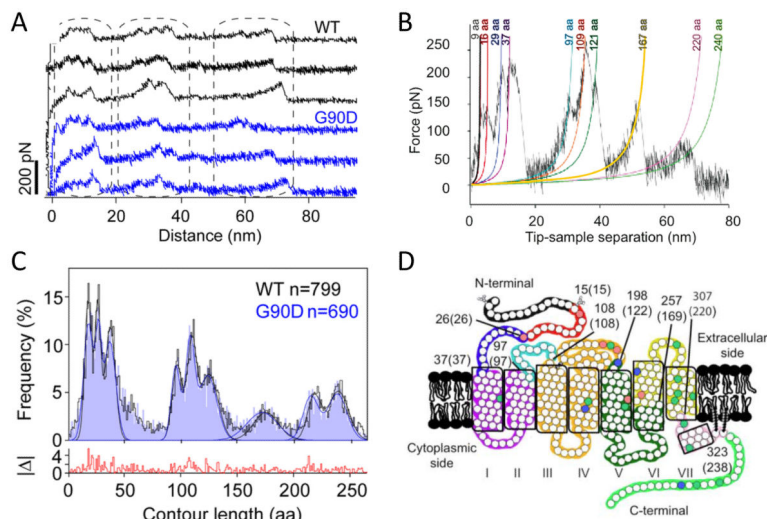 A
WT
G90D
200 pN
0 20 40 60 80
Distance (nm)
B
9 aa
16 aa
29 aa
37 aa
97 aa
109 aa
121 aa
167 aa
220 aa
240 aa
Force (pN)
250
200
150
100
50
0
0 20 40 60 80
Tip-sample separation (nm)
C
WT n=799
G90D n=690
Frequency (%)
15
10
5
0
|Δ|
4
2
0
0 50 100 150 200 250
Contour length (aa)
D
N-terminal
15(15)
26(26)
37(37)
97
(97)
108
(108)
198
(122)
257
(169)
307
(220)
Extracellular
side
Cytoplasmic
side
I II III IV V VI VII
323
(238)
C-terminal